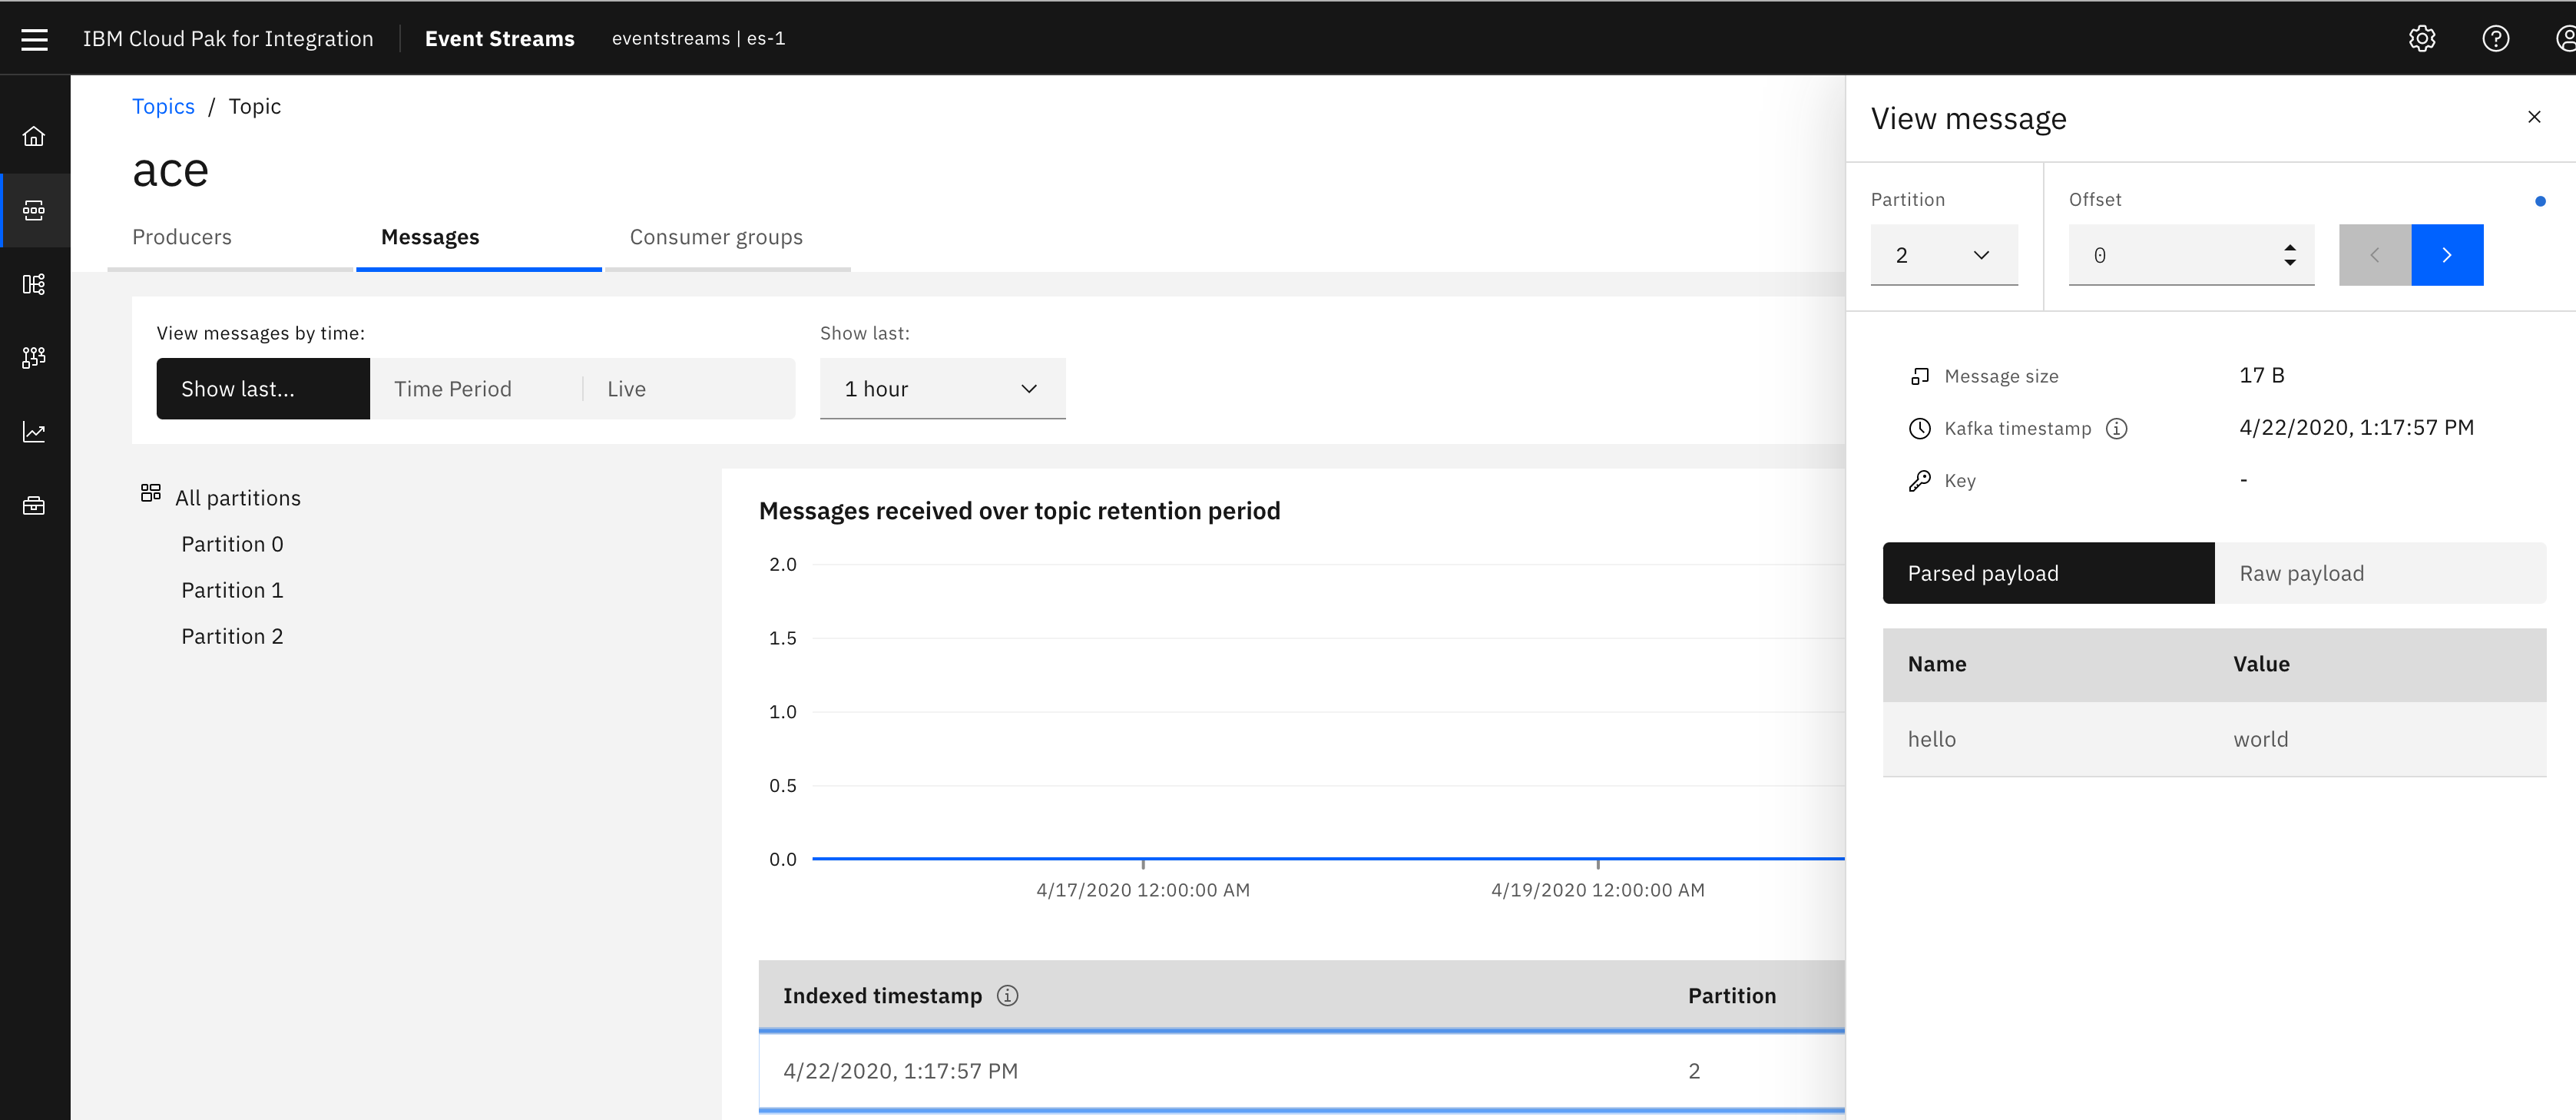 IBM Cloud Pak for Integration
Event Streams
eventstreams | es-1
Topics / Topic
ace
Producers
Messages
Consumer groups
View messages by time:
Show last...
Time Period
Live
Show last:
1 hour
All partitions
Partition 0
Partition 1
Partition 2
Messages received over topic retention period
2.0
1.5
1.0
0.5
0.0
4/17/2020 12:00:00 AM
4/19/2020 12:00:00 AM
Indexed timestamp
Partition
4/22/2020, 1:17:57 PM
2
View message
Partition
2
Offset
0
Message size
17 B
Kafka timestamp
4/22/2020, 1:17:57 PM
Key
-
Parsed payload
Raw payload
Name
Value
hello
world